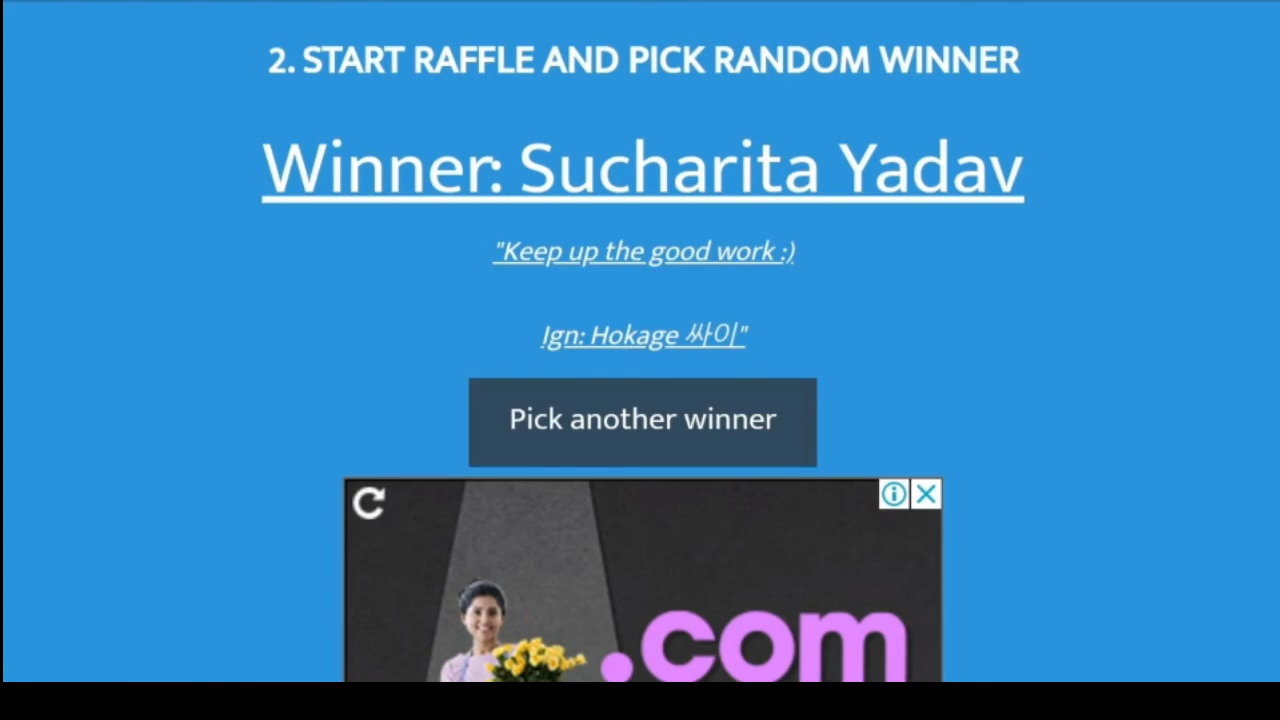 2. START RAFFLE AND PICK RANDOM WINNER
Winner: Sucharita Yadav
"Keep up the good work :)
Ign: Hokage 싸이"
Pick another winner
.com